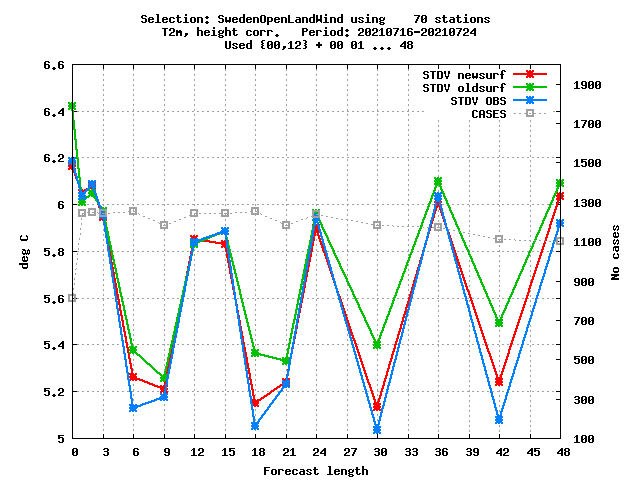 Selection: SwedenOpenLandWind using    70 stations
T2m, height corr.   Period: 20210716-20210724
Used {00,12} + 00 01 ... 48
STDV newsurf
STDV oldsurf
STDV OBS
CASES
6.6
6.4
6.2
6
5.8
5.6
5.4
5.2
5
deg C
1900
1700
1500
1300
1100
900
700
500
300
100
No cases
0 3 6 9 12 15 18 21 24 27 30 33 36 39 42 45 48
Forecast length